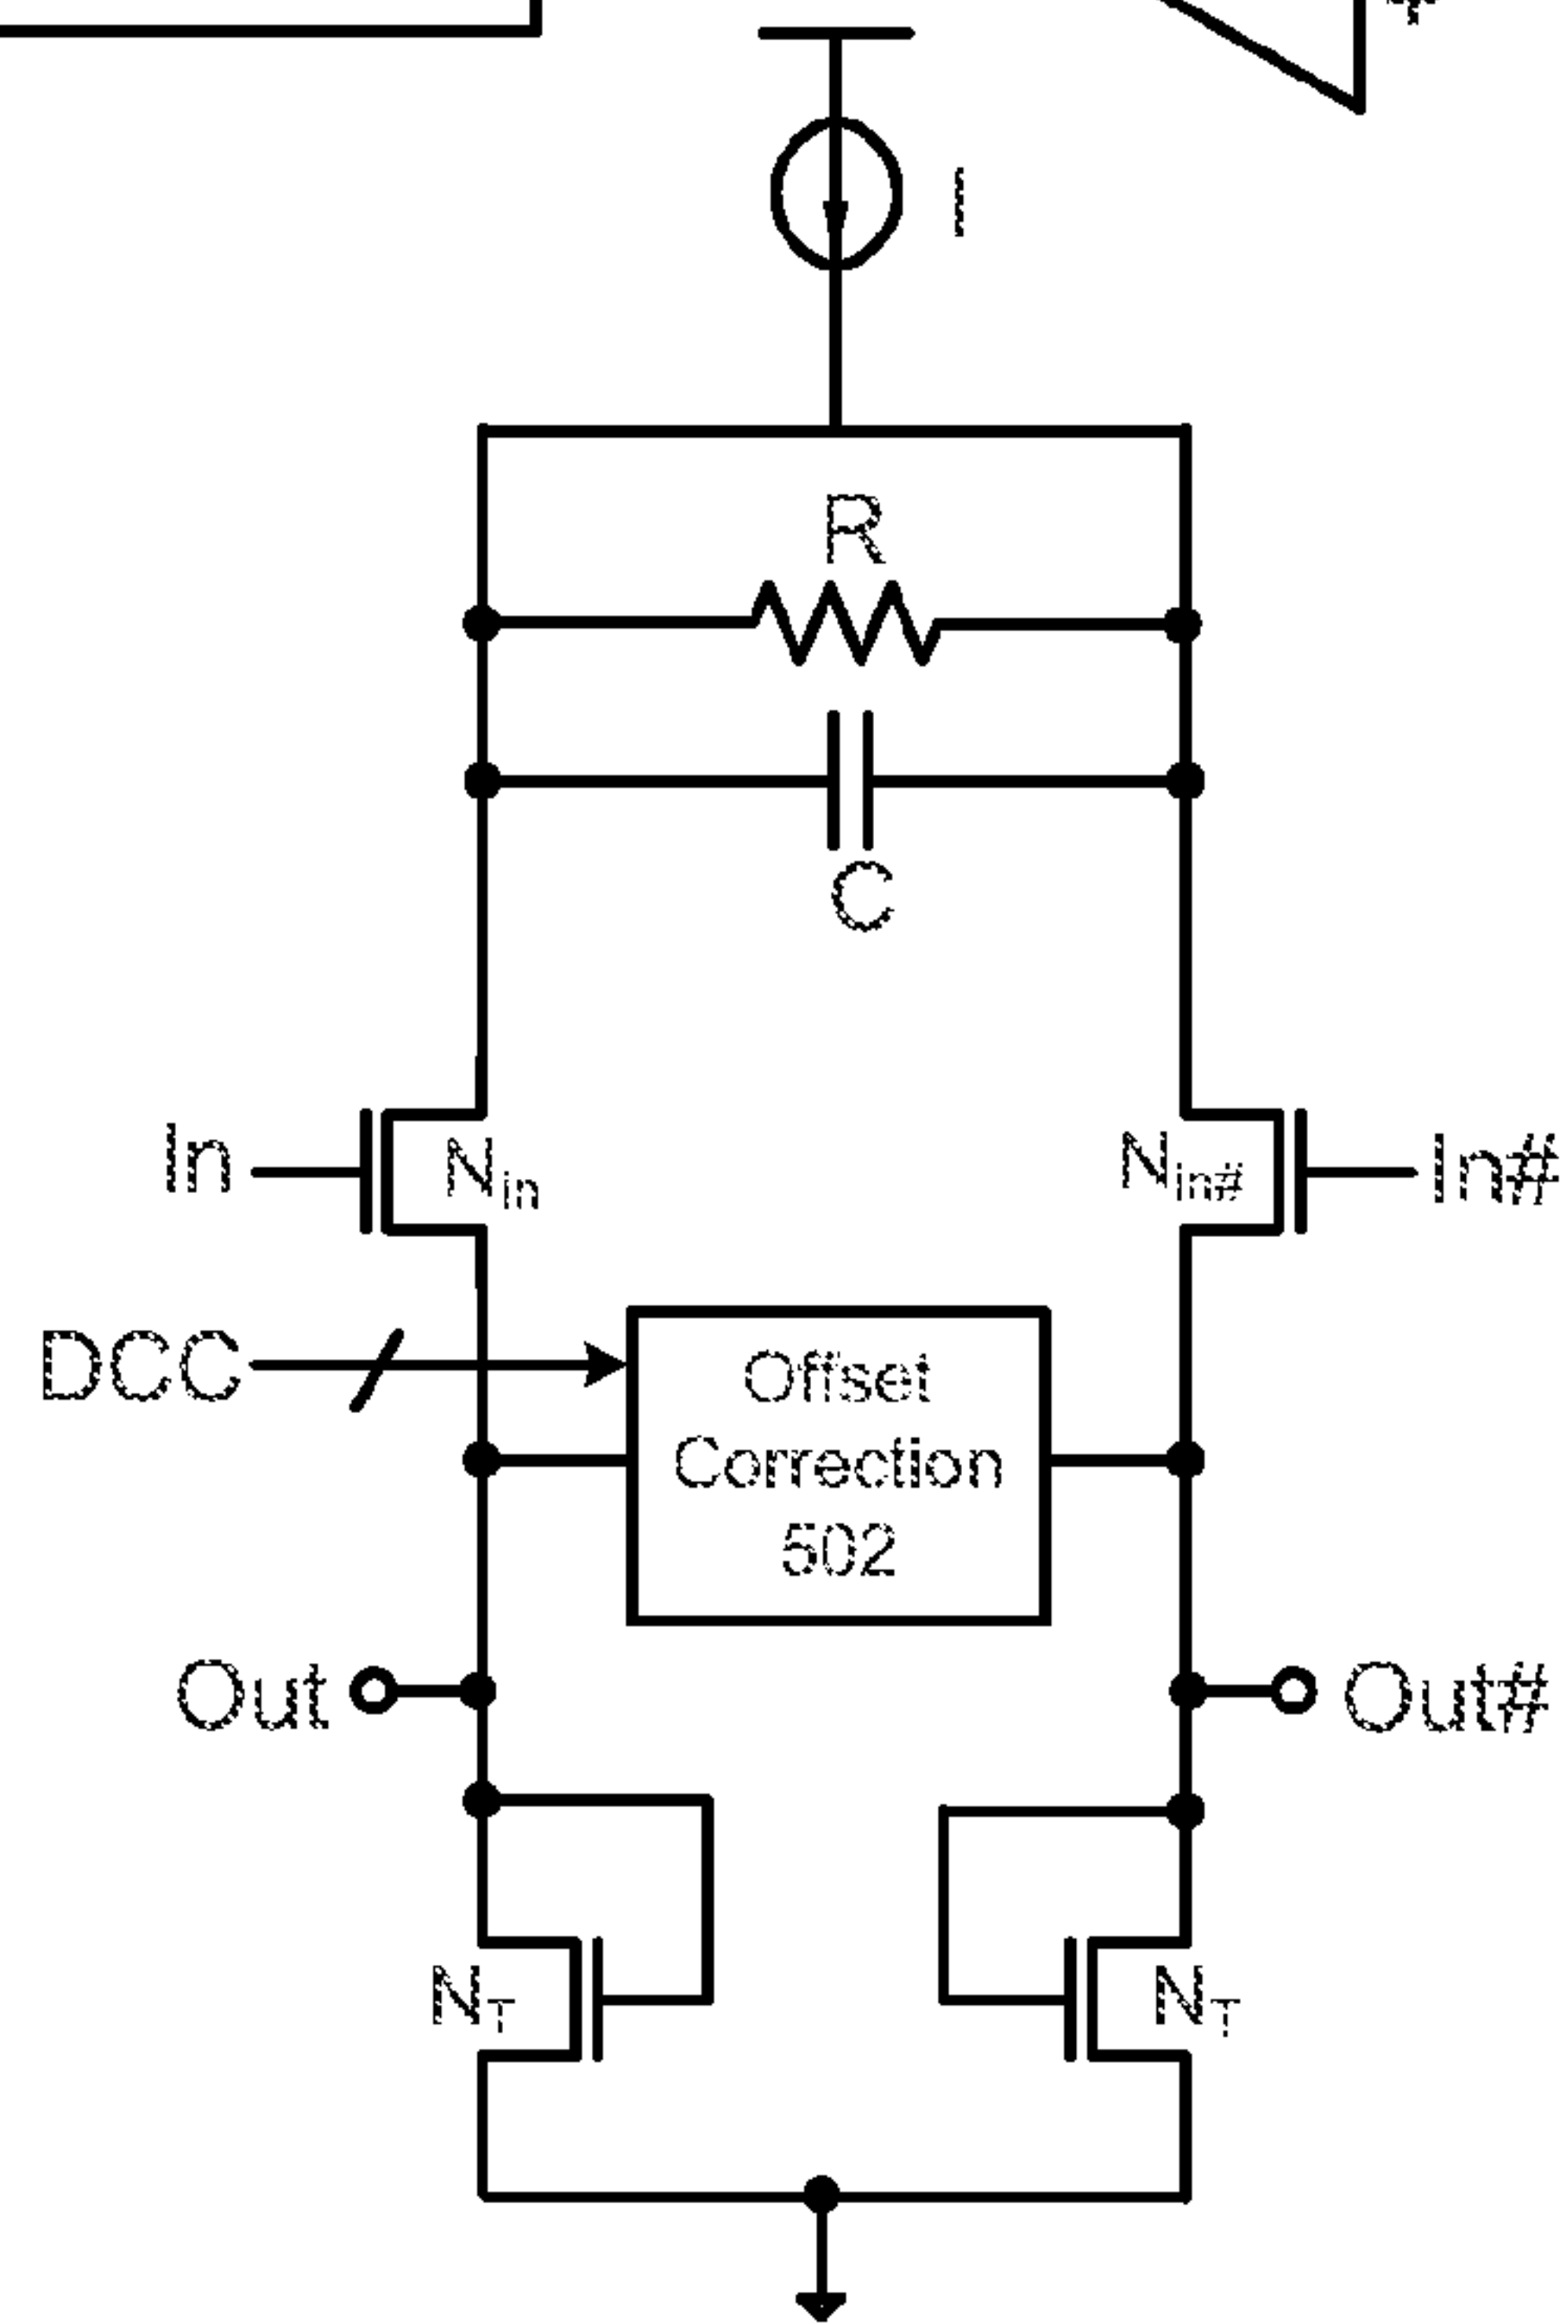 I
R
C
In
N_in
N_in#
In#
DCC
Offset
Correction
502
Out
Out#
N_T
N_T